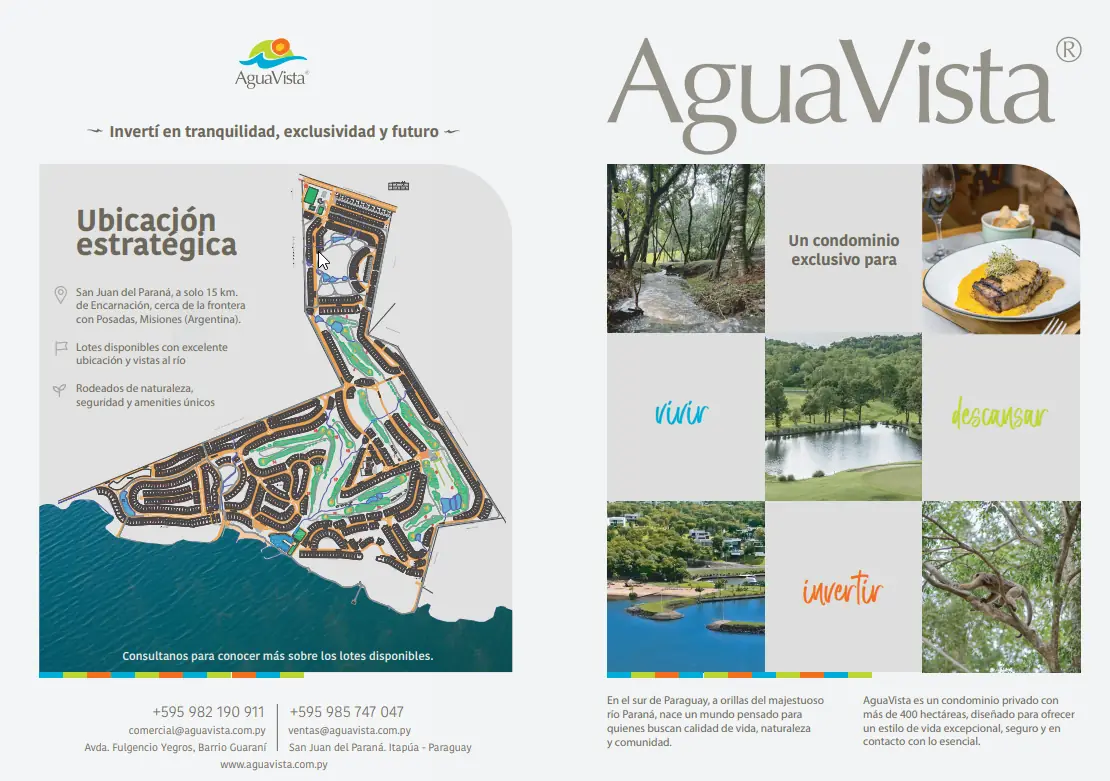 AguaVista®
Invertí en tranquilidad, exclusividad y futuro
Ubicación
estratégica
San Juan del Paraná, a solo 15 km.
de Encarnación, cerca de la frontera
con Posadas, Misiones (Argentina).
Lotes disponibles con excelente
ubicación y vistas al río
Rodeados de naturaleza,
seguridad y amenities únicos
Consultanos para conocer más sobre los lotes disponibles.
+595 982 190 911
comercial@aguavista.com.py
Avda. Fulgencio Yegros, Barrio Guaraní
+595 985 747 047
ventas@aguavista.com.py
San Juan del Paraná. Itapúa - Paraguay
www.aguavista.com.py
AguaVista®
Un condominio
exclusivo para
vivir
descansar
invertir
En el sur de Paraguay, a orillas del majestuoso
río Paraná, nace un mundo pensado para
quienes buscan calidad de vida, naturaleza
y comunidad.
AguaVista es un condominio privado con
más de 400 hectáreas, diseñado para ofrecer
un estilo de vida excepcional, seguro y en
contacto con lo esencial.